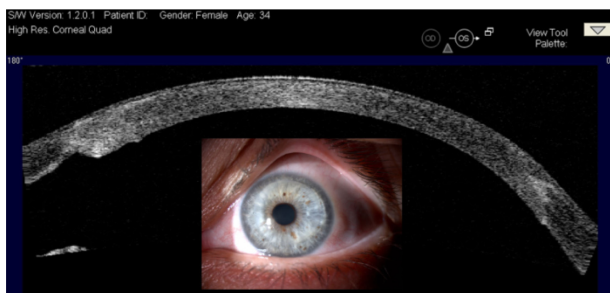 S/W Version: 1.2.0.1 Patient ID: Gender: Female Age: 34
High Res. Corneal Quad
OD OS
View Tool
Palette:
180°
0